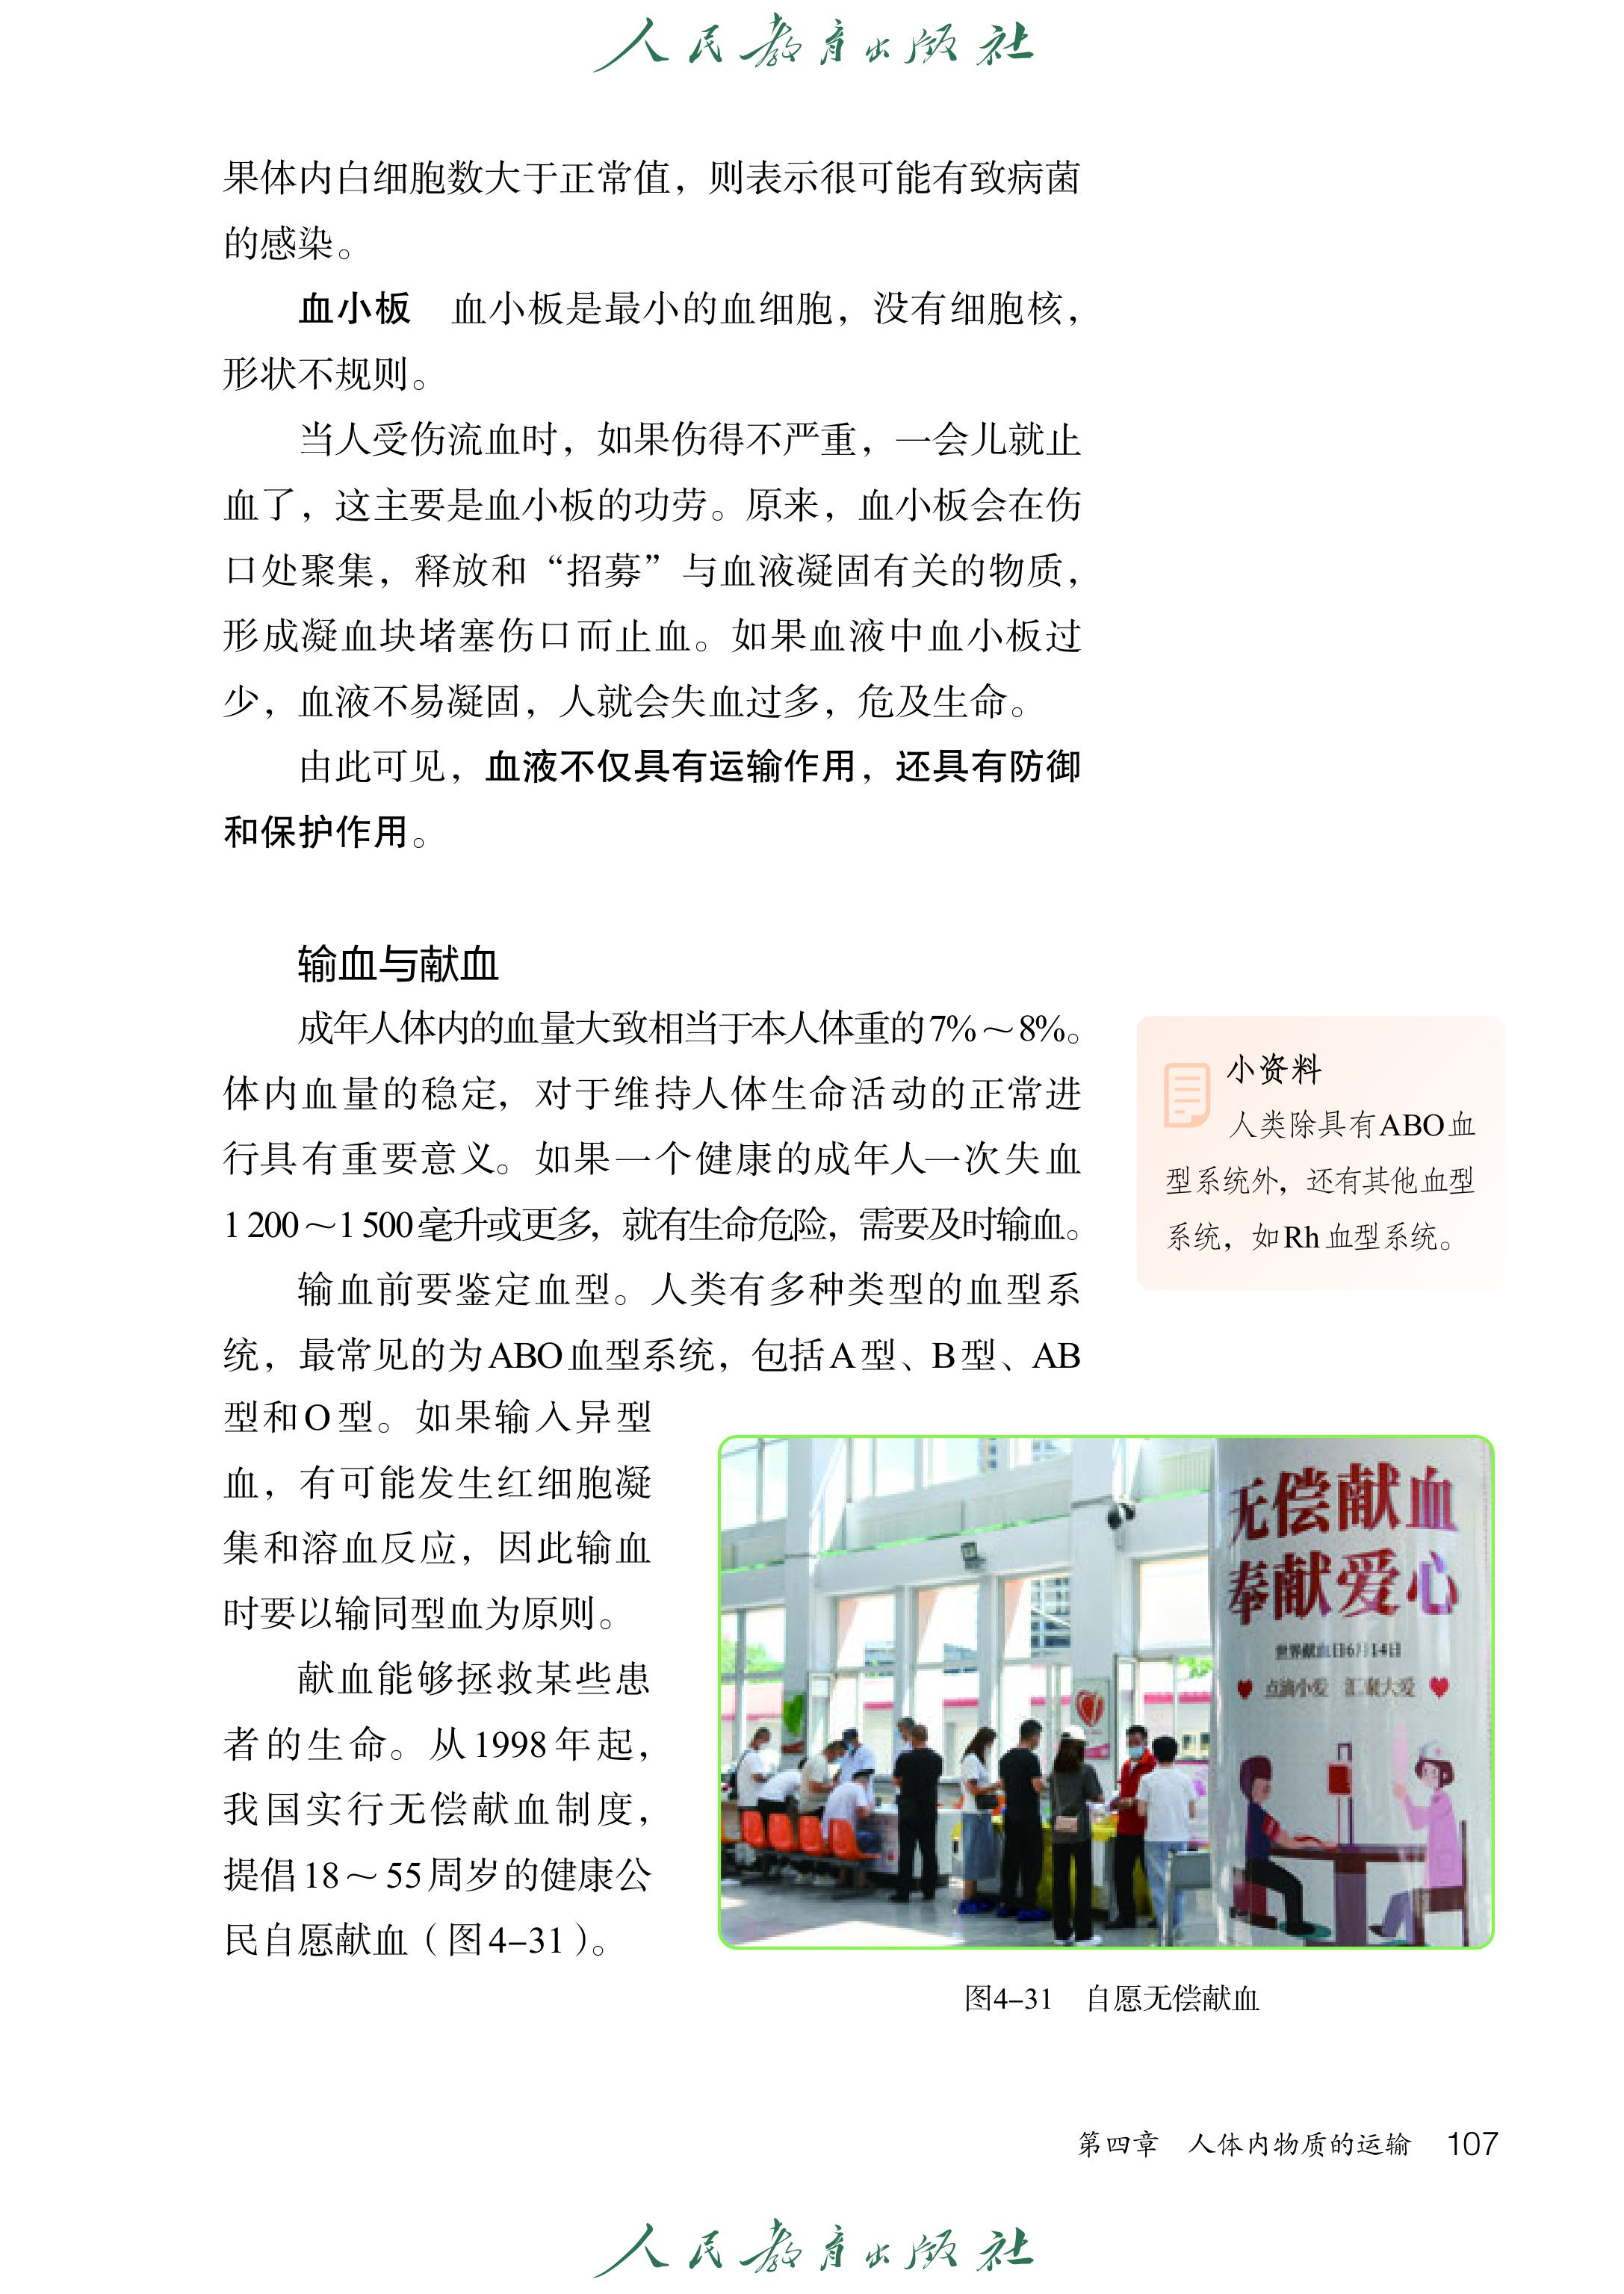 人民教育出版社
果体内白细胞数大于正常值，则表示很可能有致病菌
的感染。
血小板　血小板是最小的血细胞，没有细胞核，
形状不规则。
当人受伤流血时，如果伤得不严重，一会儿就止
血了，这主要是血小板的功劳。原来，血小板会在伤
口处聚集，释放和“招募”与血液凝固有关的物质，
形成凝血块堵塞伤口而止血。如果血液中血小板过
少，血液不易凝固，人就会失血过多，危及生命。
由此可见，血液不仅具有运输作用，还具有防御
和保护作用。
输血与献血
成年人体内的血量大致相当于本人体重的7%～8%。
体内血量的稳定，对于维持人体生命活动的正常进
行具有重要意义。如果一个健康的成年人一次失血
1 200～1 500毫升或更多，就有生命危险，需要及时输血。
输血前要鉴定血型。人类有多种类型的血型系
统，最常见的为ABO血型系统，包括A型、B型、AB
型和O型。如果输入异型
血，有可能发生红细胞凝
集和溶血反应，因此输血
时要以输同型血为原则。
献血能够拯救某些患
者的生命。从1998年起，
我国实行无偿献血制度，
提倡18～55周岁的健康公
民自愿献血（图4-31）。
小资料
人类除具有ABO血
型系统外，还有其他血型
系统，如Rh血型系统。
无偿献血
奉献爱心
世界献血日6月14日
点滴小爱 汇聚大爱
图4-31　自愿无偿献血
第四章　人体内物质的运输　107
人民教育出版社